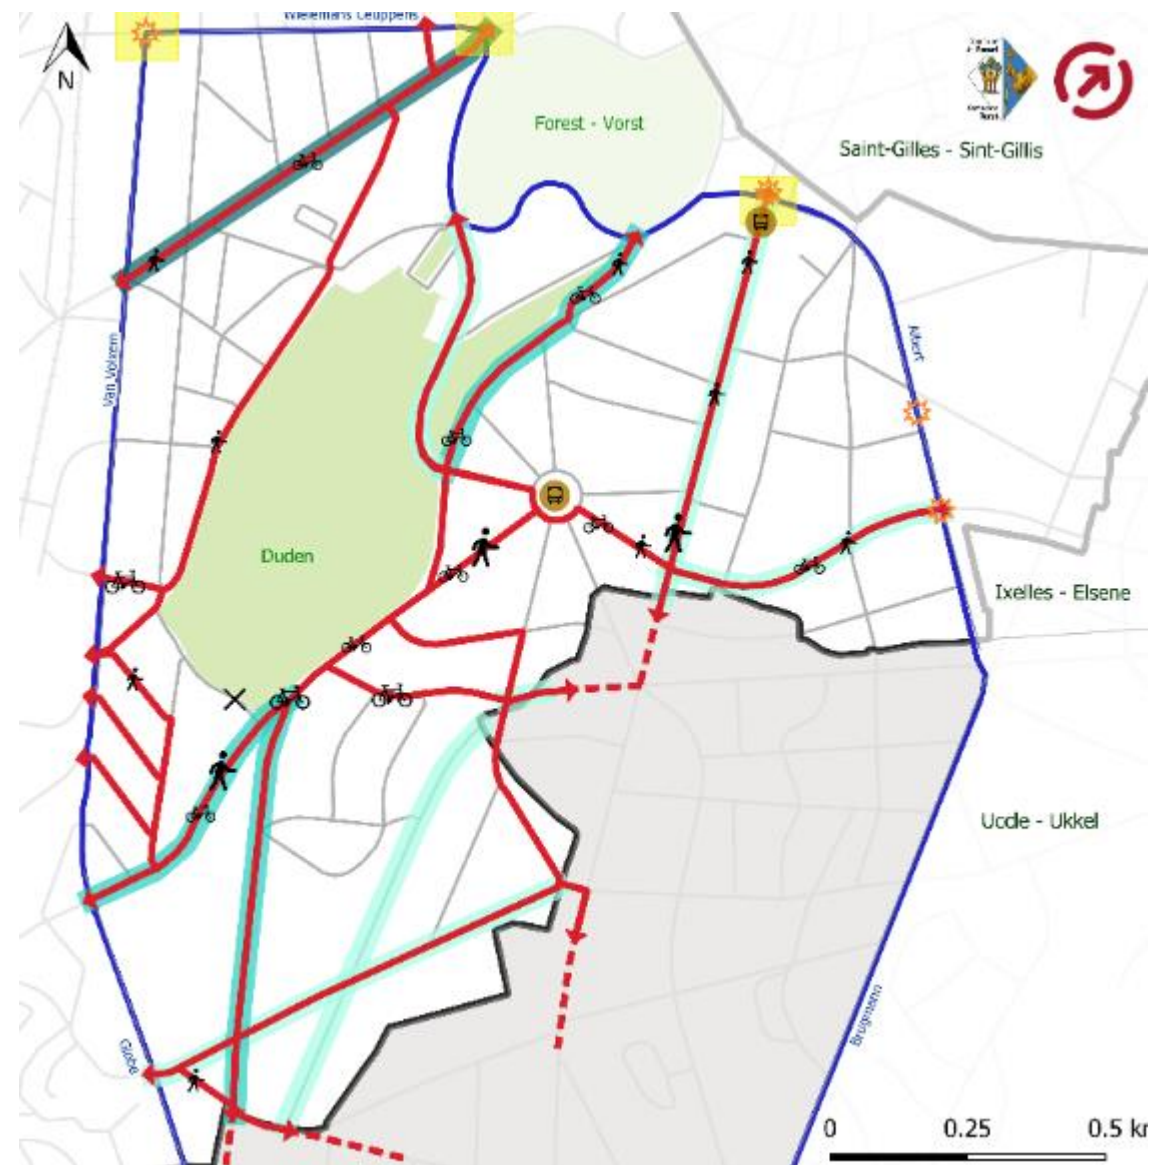 Wielemans Ceuppens
N
Forest - Vorst
Saint-Gilles - Sint-Gillis
Van Volxem
Albert
Duden
Ixelles - Elsene
Uccle - Ukkel
Brugmann
Globe
0 0.25 0.5 k